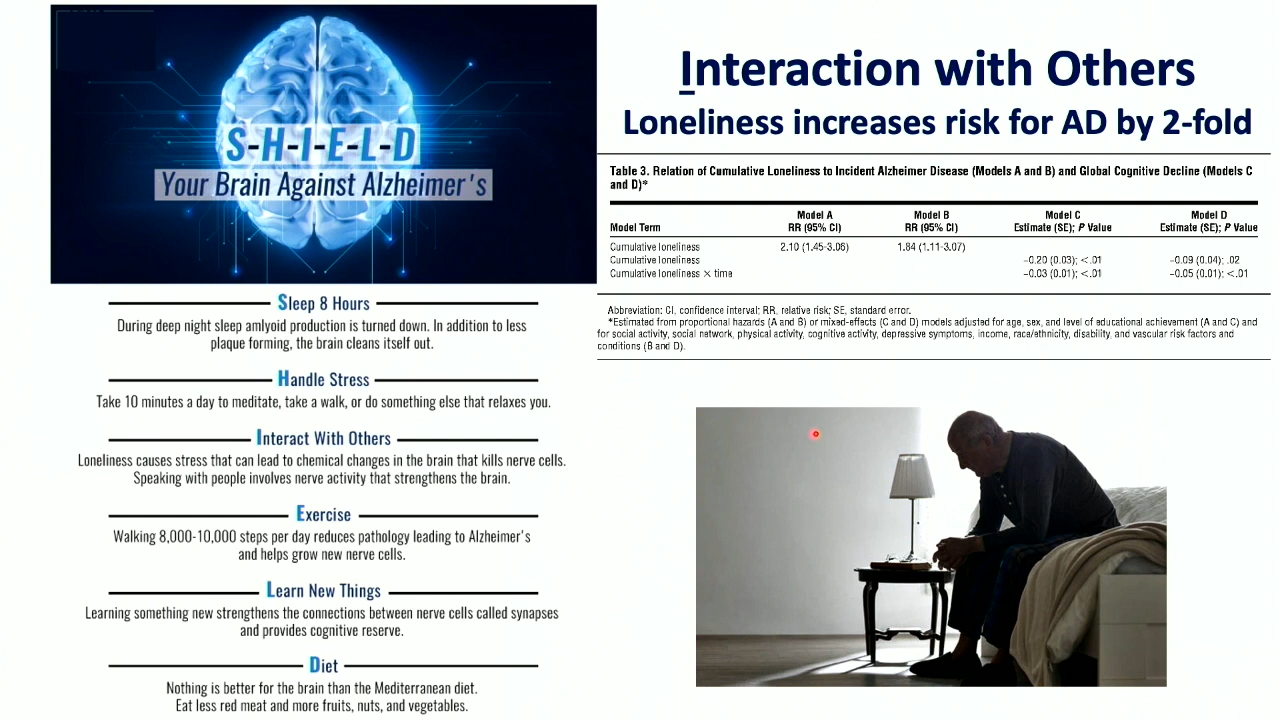 S-H-I-E-L-D
Your Brain Against Alzheimer's
Sleep 8 Hours
During deep night sleep amlyoid production is turned down. In addition to less
plaque forming, the brain cleans itself out.
Handle Stress
Take 10 minutes a day to meditate, take a walk, or do something else that relaxes you.
Interact With Others
Loneliness causes stress that can lead to chemical changes in the brain that kills nerve cells.
Speaking with people involves nerve activity that strengthens the brain.
Exercise
Walking 8,000-10,000 steps per day reduces pathology leading to Alzheimer's
and helps grow new nerve cells.
Learn New Things
Learning something new strengthens the connections between nerve cells called synapses
and provides cognitive reserve.
Diet
Nothing is better for the brain than the Mediterranean diet.
Eat less red meat and more fruits, nuts, and vegetables.
Interaction with Others
Loneliness increases risk for AD by 2-fold
Table 3. Relation of Cumulative Loneliness to Incident Alzheimer Disease (Models A and B) and Global Cognitive Decline (Models C
and D)*
Model A Model B Model C Model D
Model Term RR (95% CI) RR (95% CI) Estimate (SE); P Value Estimate (SE); P Value
Cumulative loneliness 2.10 (1.45-3.06) 1.84 (1.11-3.07)
Cumulative loneliness −0.20 (0.03); <.01 −0.09 (0.04); .02
Cumulative loneliness × time −0.03 (0.01); <.01 −0.05 (0.01); <.01
Abbreviation: CI, confidence interval; RR, relative risk; SE, standard error.
*Estimated from proportional hazards (A and B) or mixed-effects (C and D) models adjusted for age, sex, and level of educational achievement (A and C) and
for social activity, social network, physical activity, cognitive activity, depressive symptoms, income, race/ethnicity, disability, and vascular risk factors and
conditions (B and D).